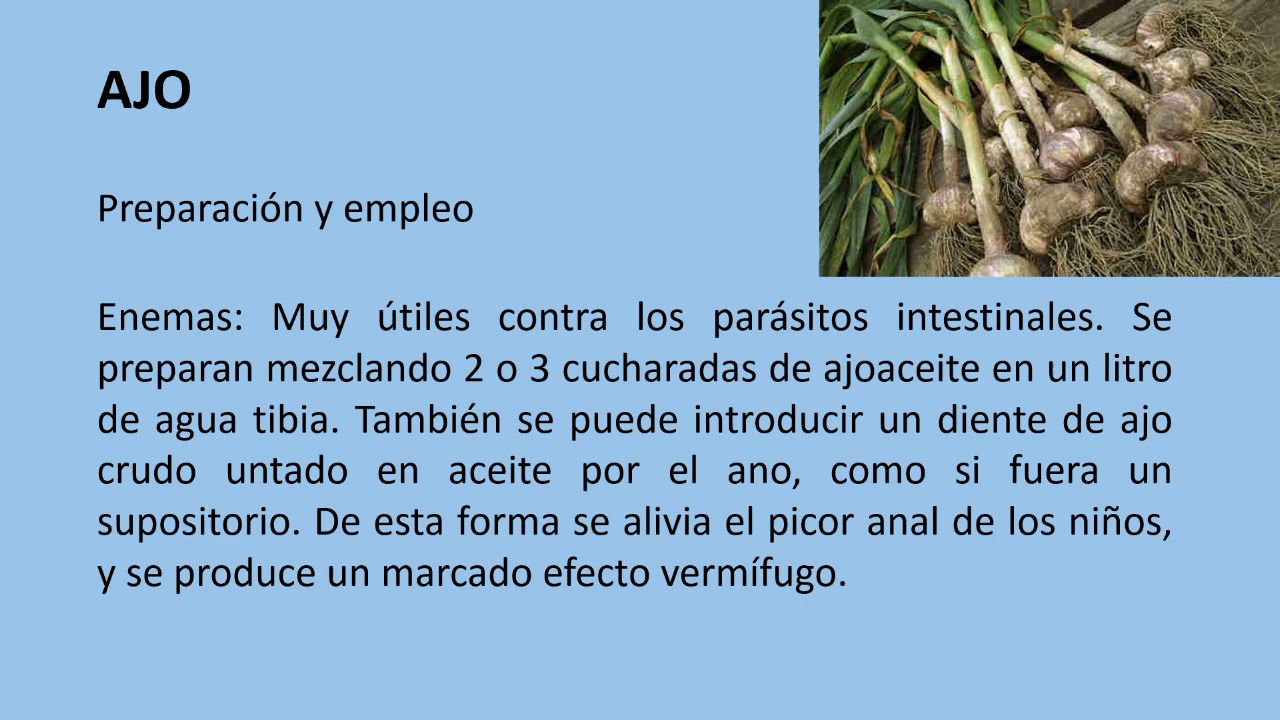 AJO
Preparación y empleo
Enemas: Muy útiles contra los parásitos intestinales. Se
preparan mezclando 2 o 3 cucharadas de ajoaceite en un litro
de agua tibia. También se puede introducir un diente de ajo
crudo untado en aceite por el ano, como si fuera un
supositorio. De esta forma se alivia el picor anal de los niños,
y se produce un marcado efecto vermífugo.